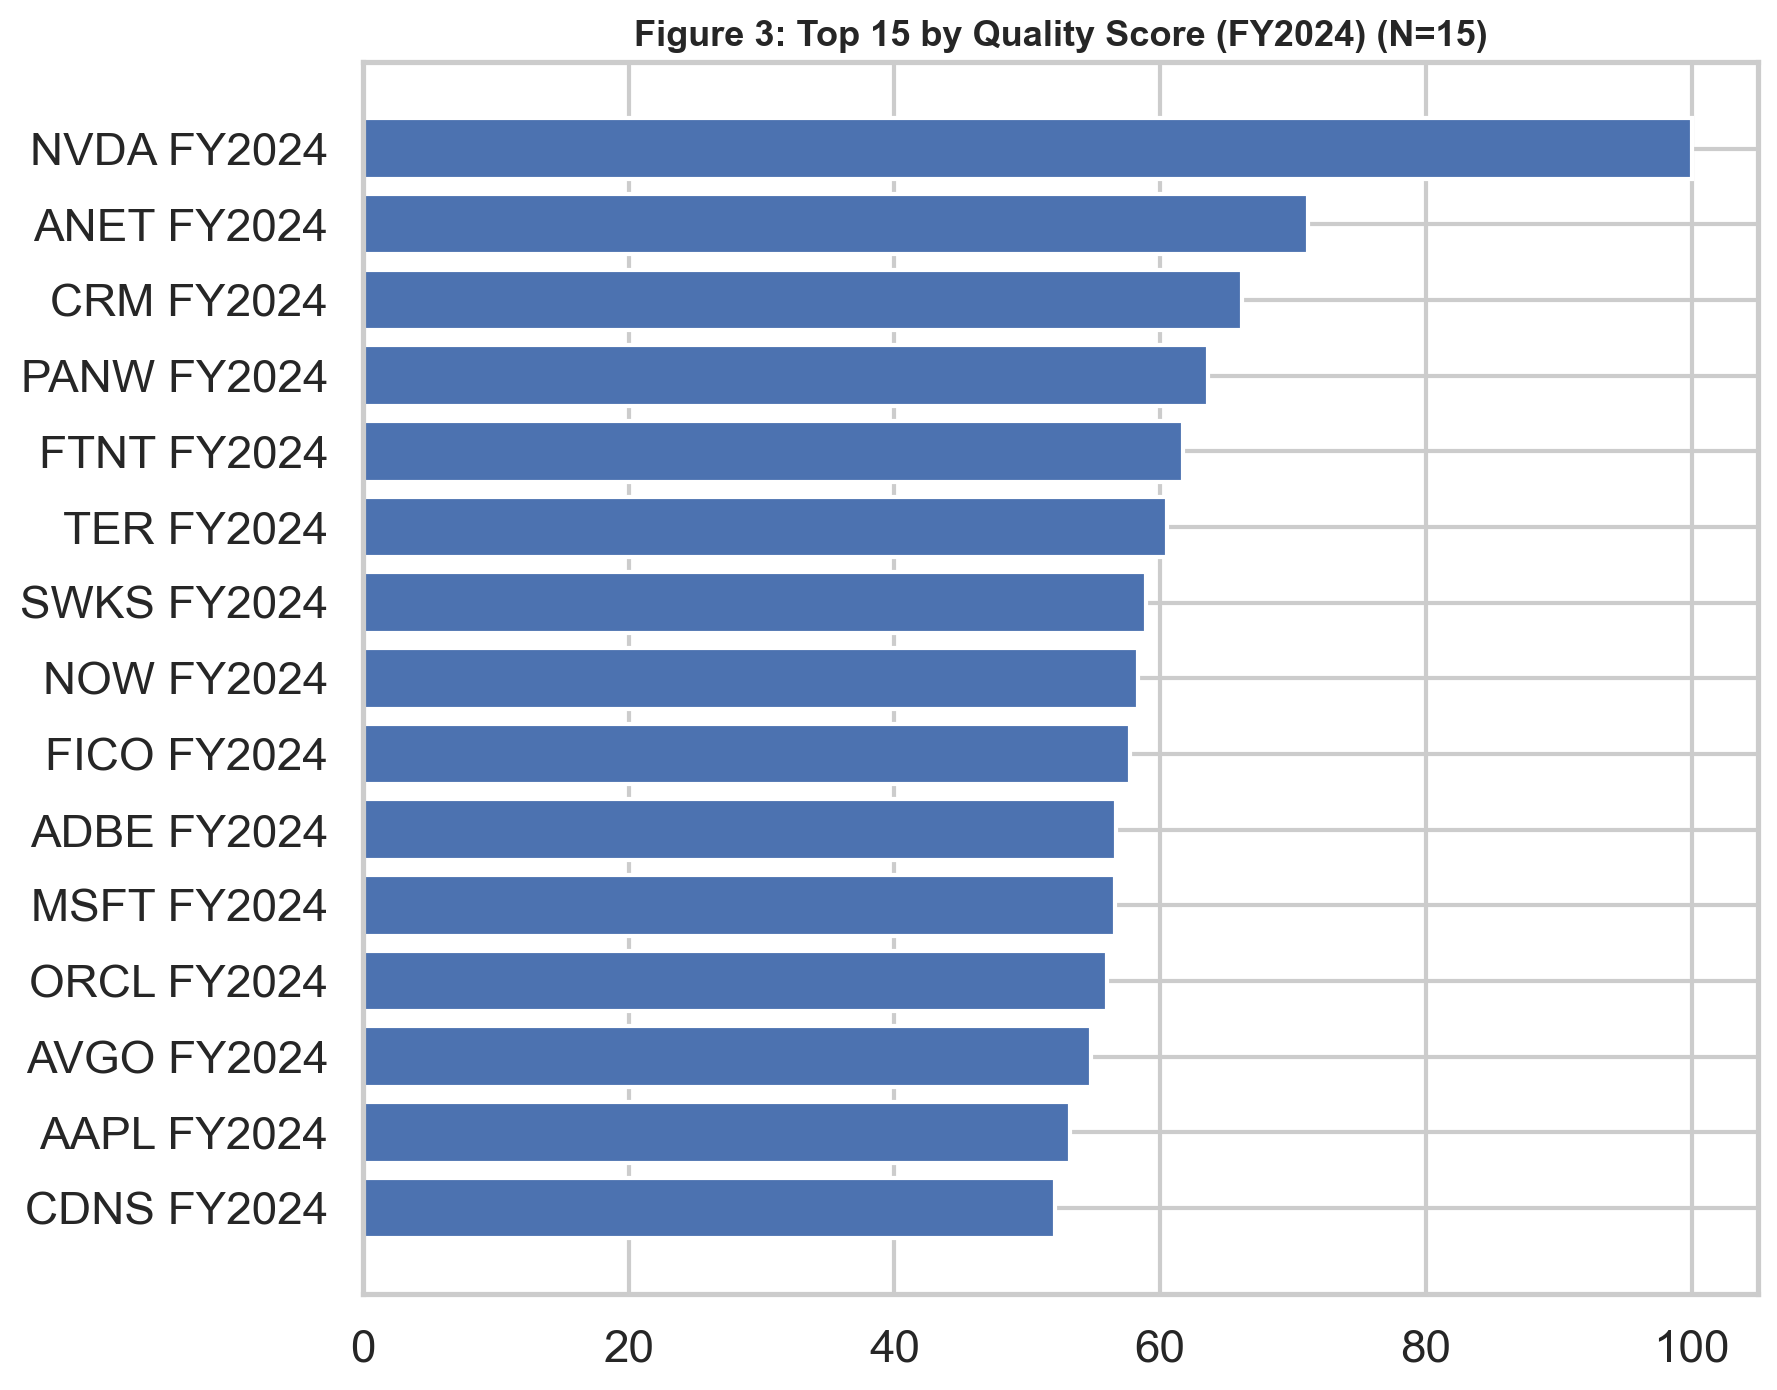 Figure 3: Top 15 by Quality Score (FY2024) (N=15)
NVDA FY2024
ANET FY2024
CRM FY2024
PANW FY2024
FTNT FY2024
TER FY2024
SWKS FY2024
NOW FY2024
FICO FY2024
ADBE FY2024
MSFT FY2024
ORCL FY2024
AVGO FY2024
AAPL FY2024
CDNS FY2024
0 20 40 60 80 100